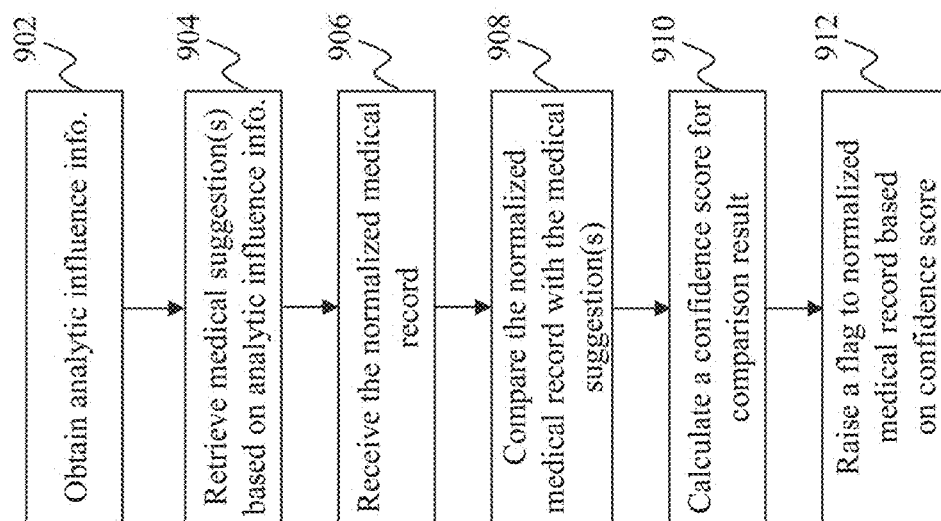 902
Obtain analytic influence info.
904
Retrieve medical suggestion(s)
based on analytic influence info.
906
Receive the normalized medical
record
908
Compare the normalized
medical record with the medical
suggestion(s)
910
Calculate a confidence score for
comparison result
912
Raise a flag to normalized
medical record based
on confidence score